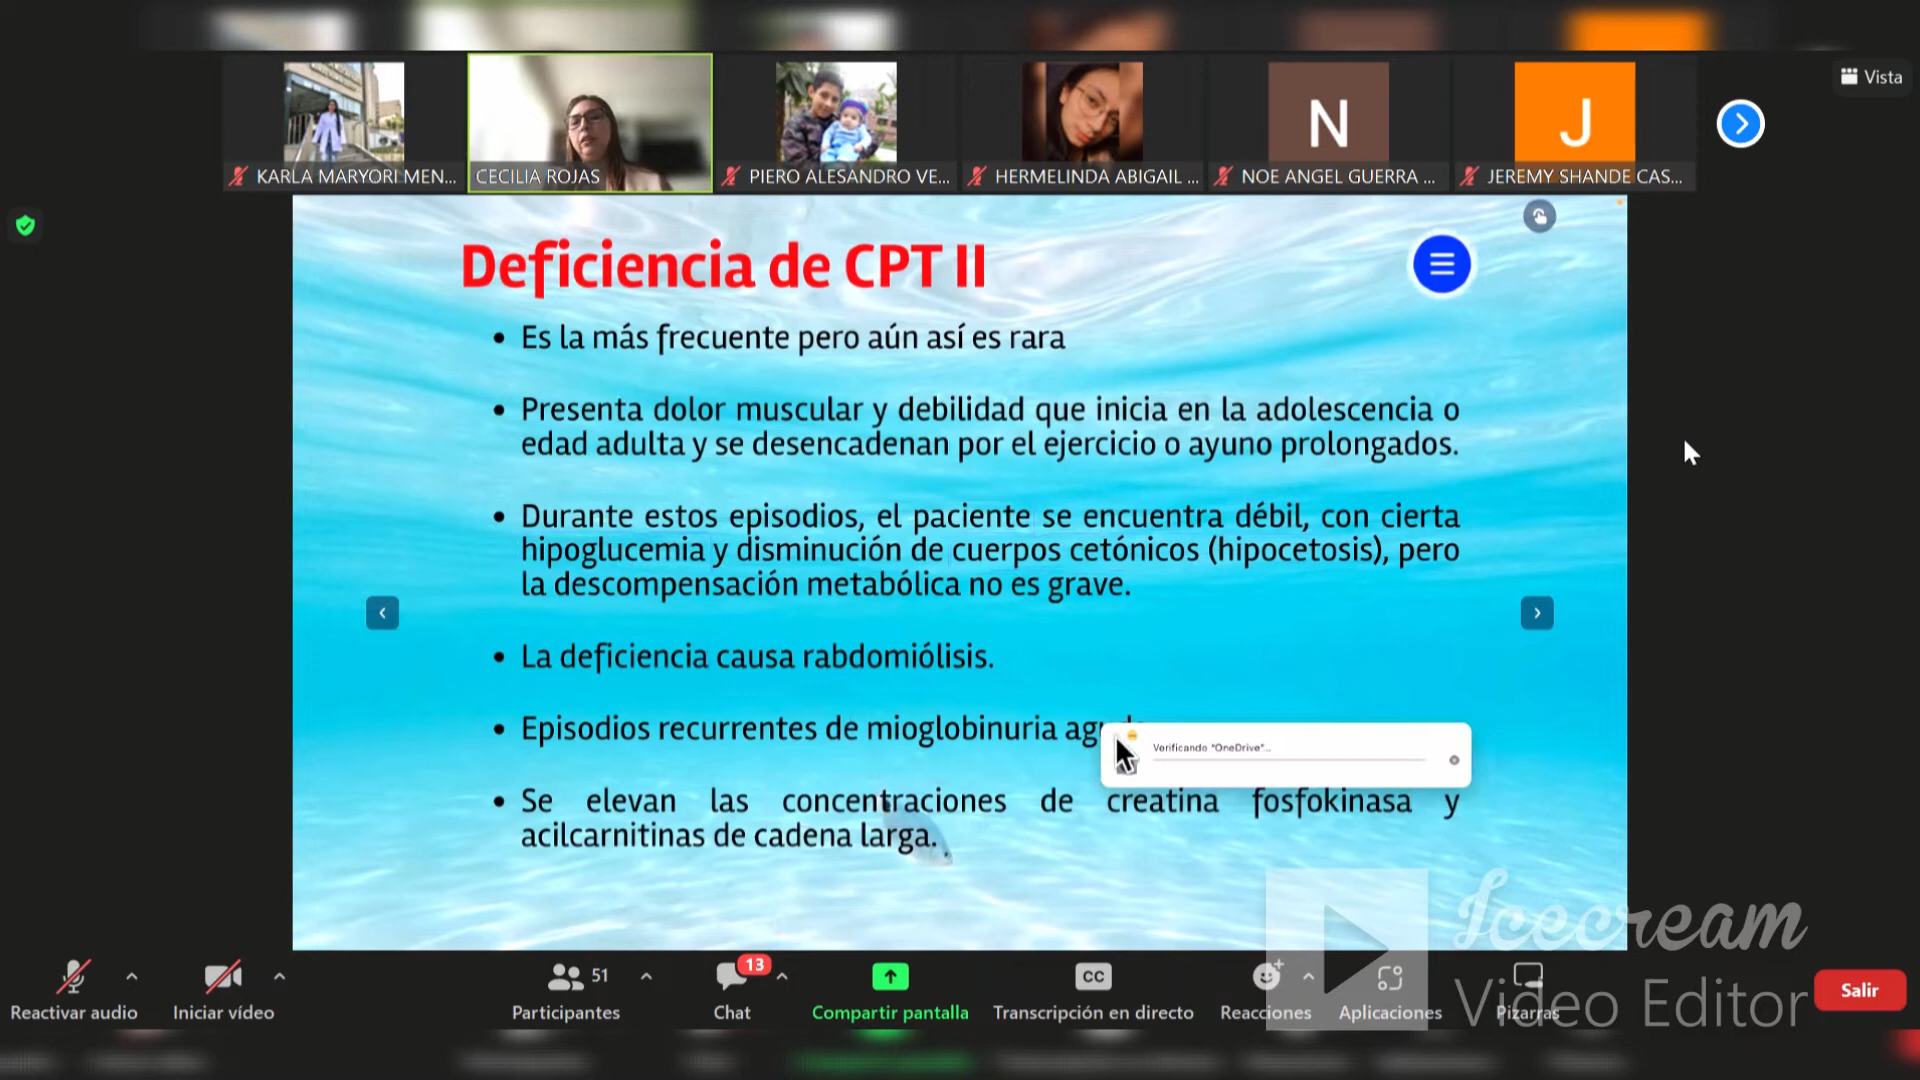 Vista
N
J
KARLA MARYORI MEN...
CECILIA ROJAS
PIERO ALESANDRO VE...
HERMELINDA ABIGAIL ...
NOE ANGEL GUERRA ...
JEREMY SHANDE CAS...
Deficiencia de CPT II
• Es la más frecuente pero aún así es rara
• Presenta dolor muscular y debilidad que inicia en la adolescencia o
edad adulta y se desencadenan por el ejercicio o ayuno prolongados.
• Durante estos episodios, el paciente se encuentra débil, con cierta
hipoglucemia y disminución de cuerpos cetónicos (hipocetosis), pero
la descompensación metabólica no es grave.
• La deficiencia causa rabdomiólisis.
• Episodios recurrentes de mioglobinuria
Verificando "OneDrive"...
• Se elevan las concentraciones de creatina fosfokinasa y
acilcarnitinas de cadena larga.
Icecream
Video Editor
51
13
CC
Reactivar audio
Iniciar vídeo
Participantes
Chat
Compartir pantalla
Transcripción en directo
Reacciones
Aplicaciones
Pizarras
Salir